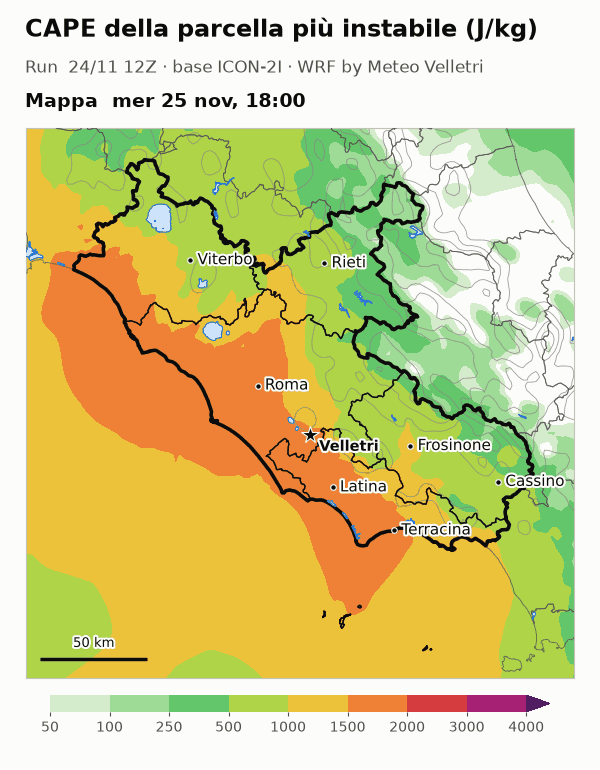 CAPE della parcella più instabile (J/kg)
Run  24/11 12Z · base ICON-2I · WRF by Meteo Velletri
Mappa  mer 25 nov, 18:00
Viterbo
Rieti
Roma
Velletri
Frosinone
Latina
Cassino
Terracina
50 km
50 100 250 500 1000 1500 2000 3000 4000